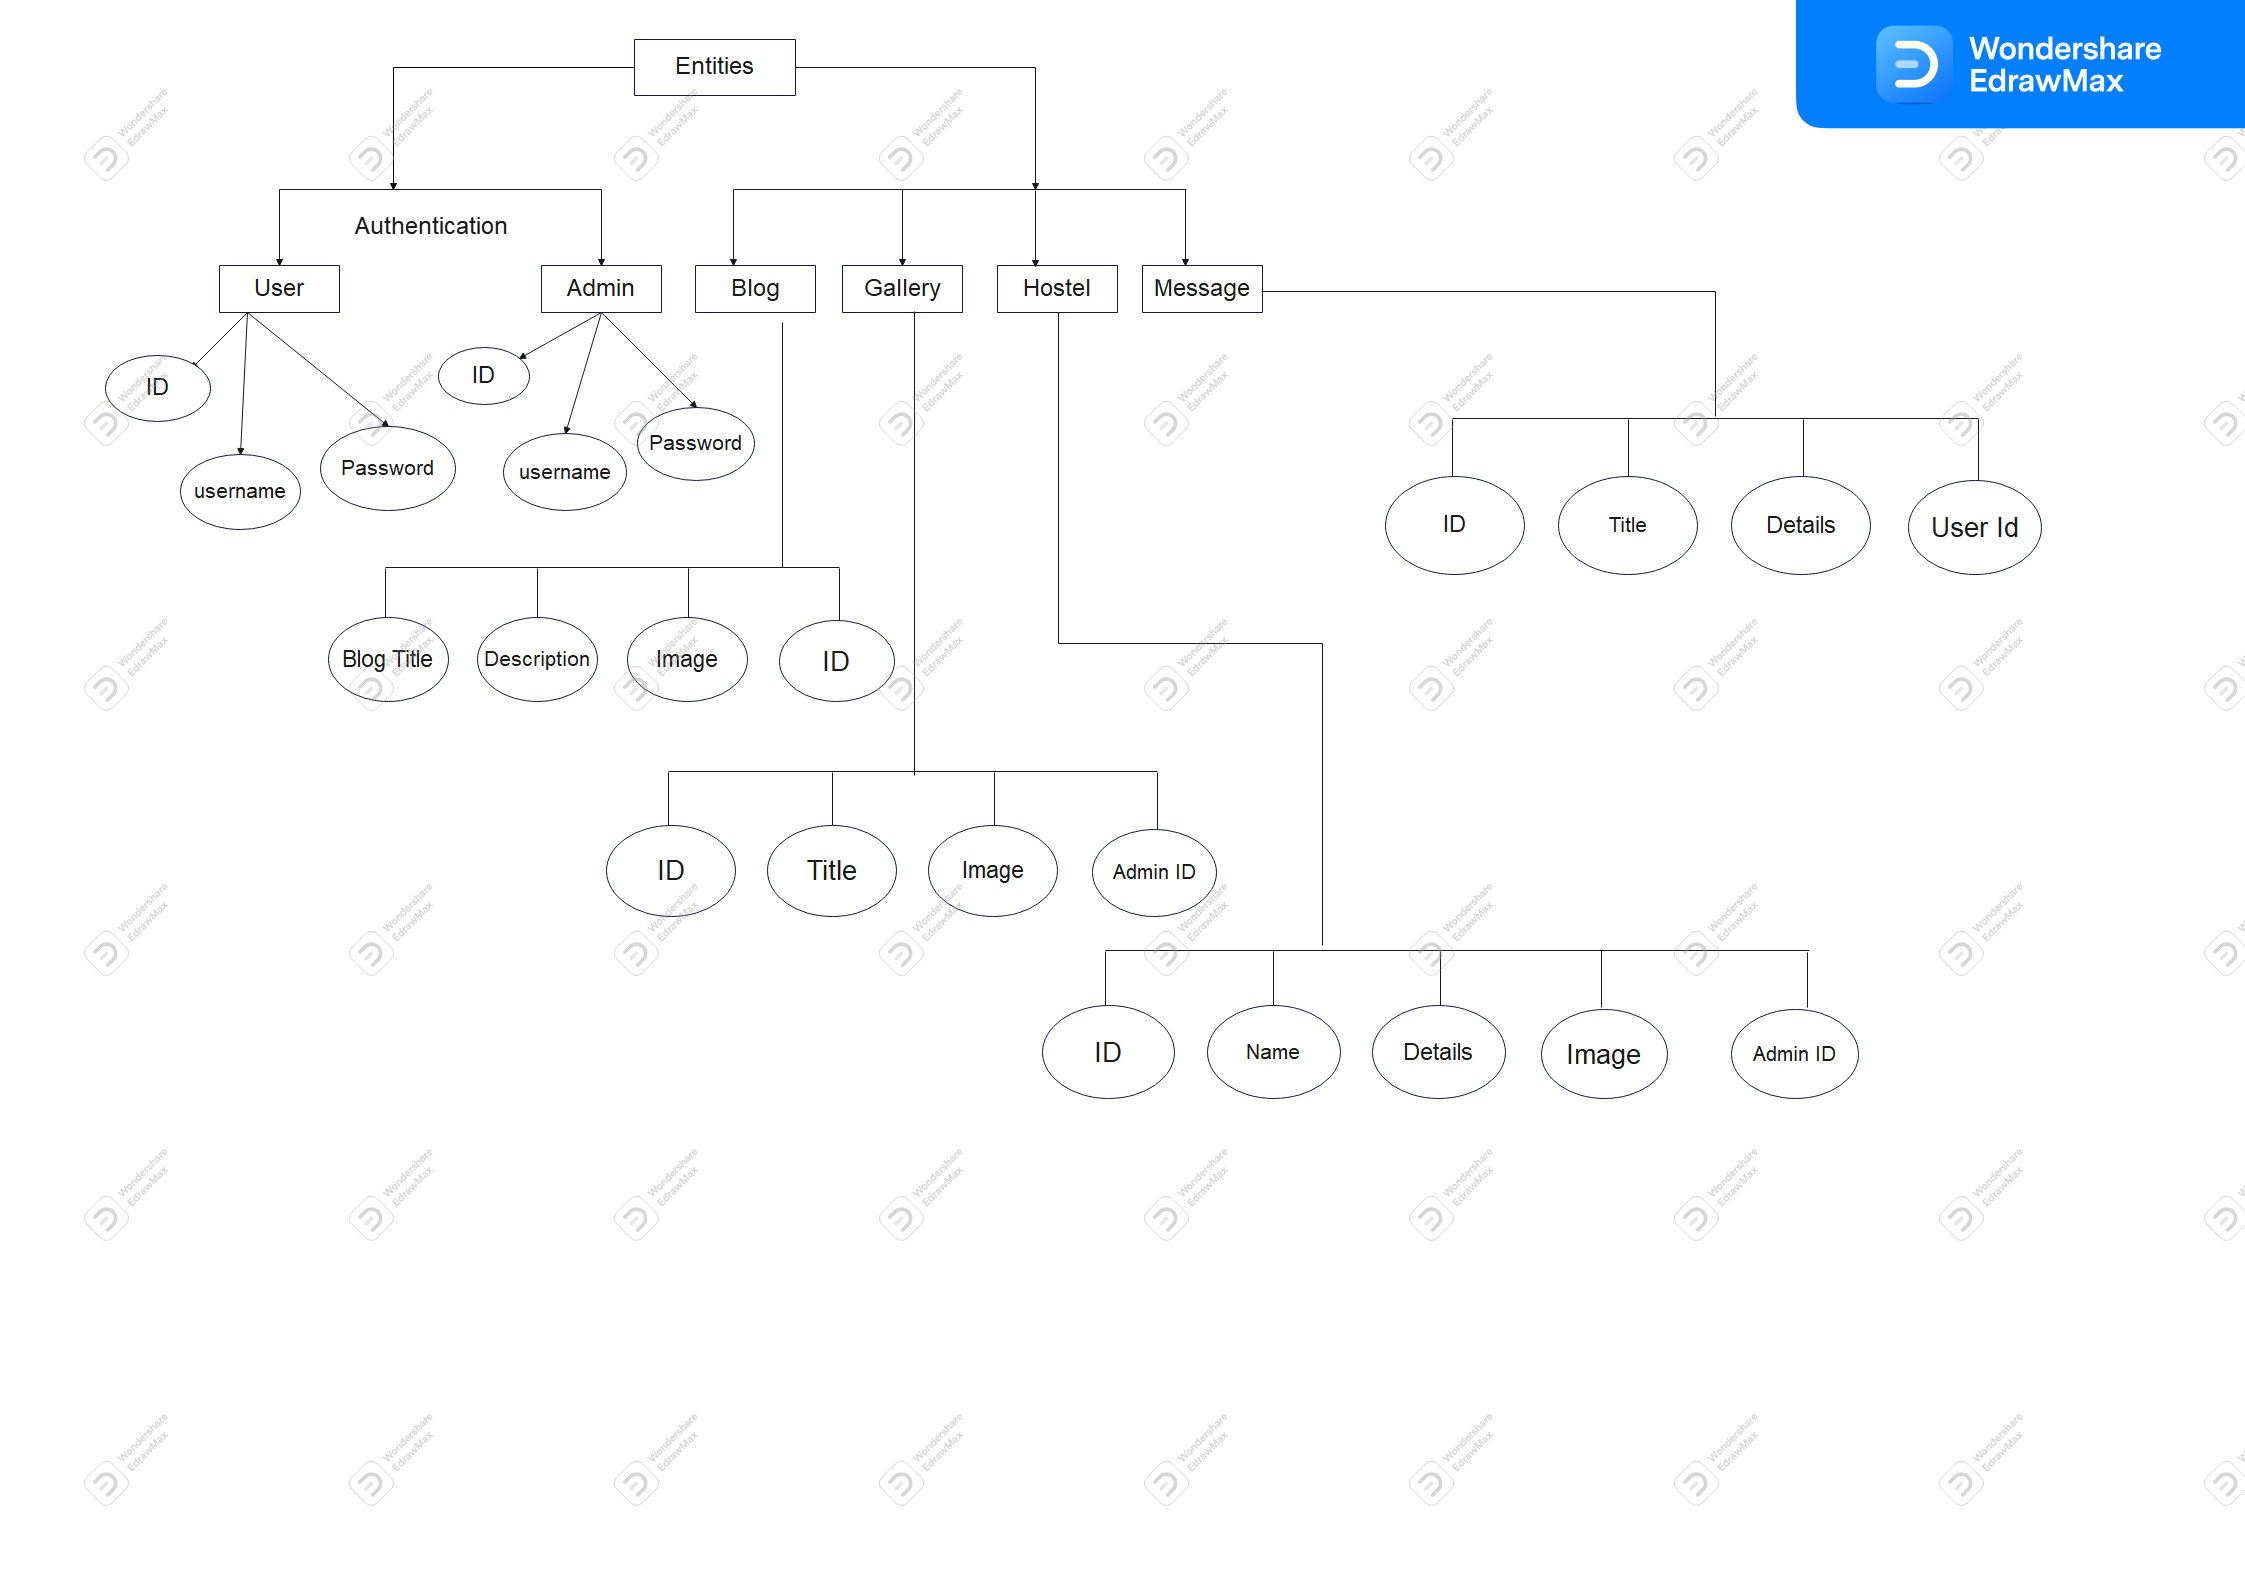 Entities
Wondershare
EdrawMax
Authentication
User
Admin
Blog
Gallery
Hostel
Message
ID
username
Password
ID
username
Password
ID
Title
Details
User Id
Blog Title
Description
Image
ID
ID
Title
Image
Admin ID
ID
Name
Details
Image
Admin ID